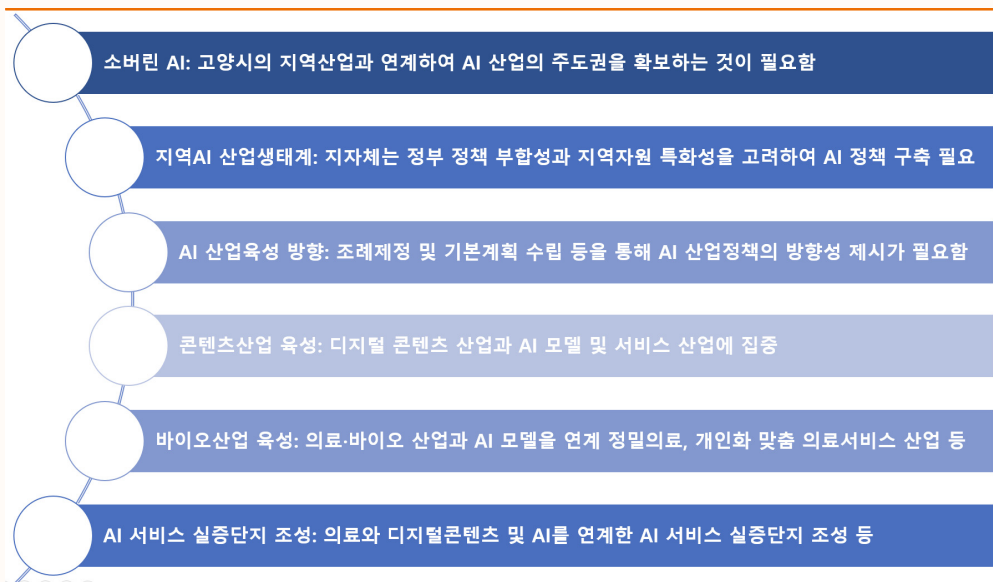 소버린 AI: 고양시의 지역산업과 연계하여 AI 산업의 주도권을 확보하는 것이 필요함
지역AI 산업생태계: 지자체는 정부 정책 부합성과 지역자원 특화성을 고려하여 AI 정책 구축 필요
AI 산업육성 방향: 조례제정 및 기본계획 수립 등을 통해 AI 산업정책의 방향성 제시가 필요함
콘텐츠산업 육성: 디지털 콘텐츠 산업과 AI 모델 및 서비스 산업에 집중
바이오산업 육성: 의료·바이오 산업과 AI 모델을 연계 정밀의료, 개인화 맞춤 의료서비스 산업 등
AI 서비스 실증단지 조성: 의료와 디지털콘텐츠 및 AI를 연계한 AI 서비스 실증단지 조성 등